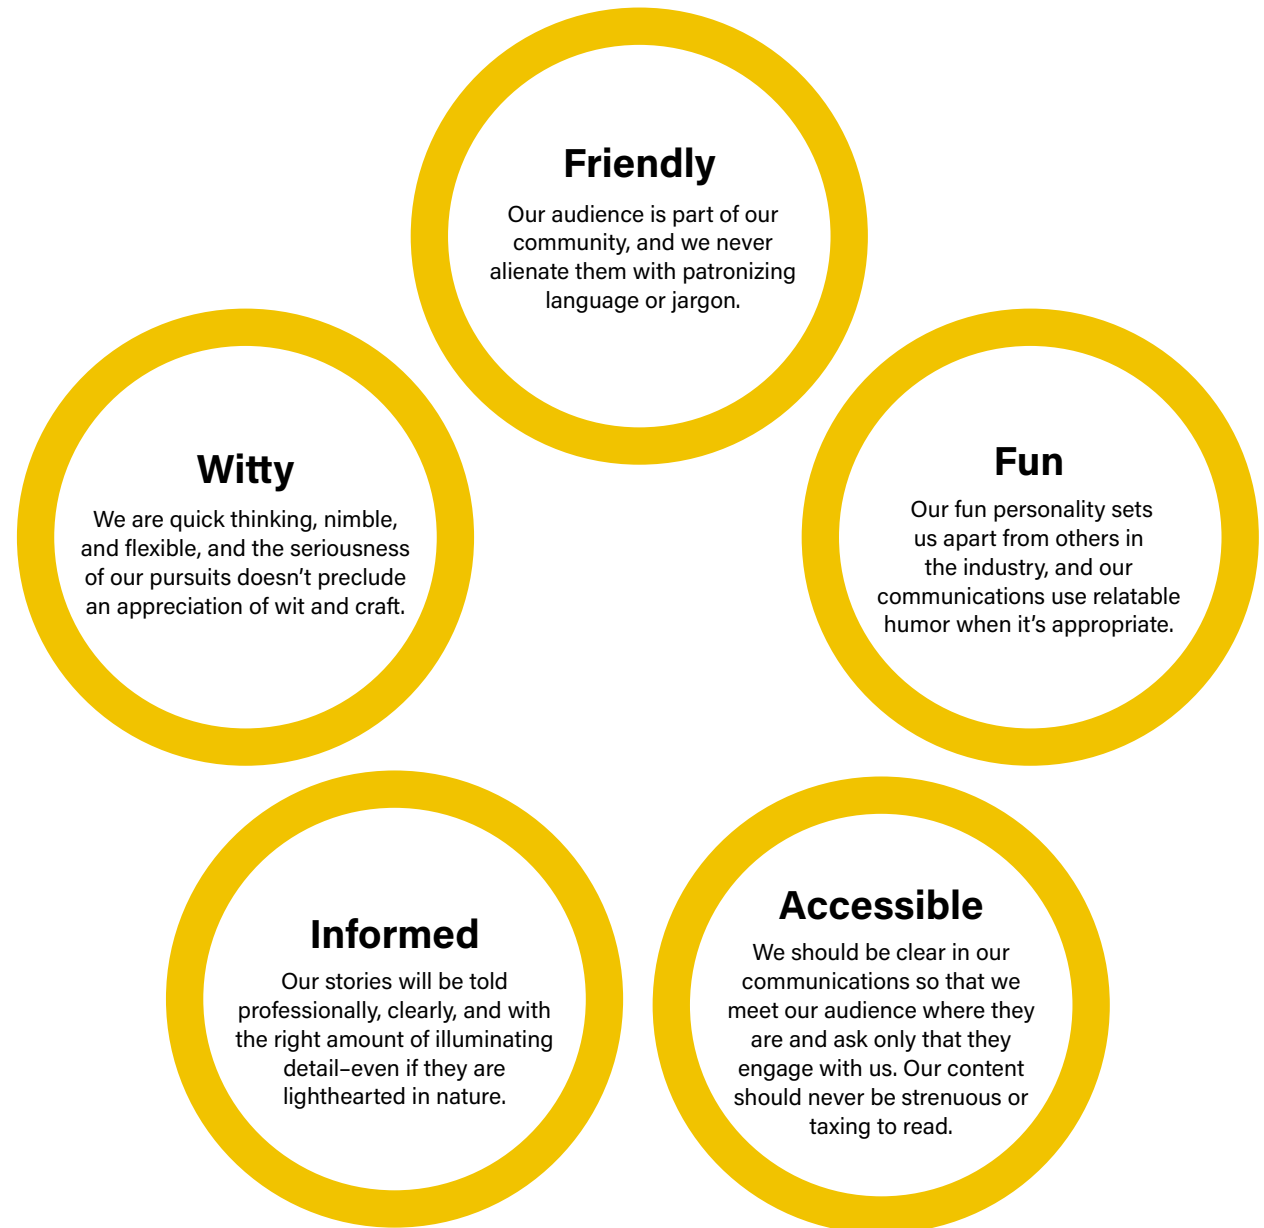 Friendly
Our audience is part of our
community, and we never
alienate them with patronizing
language or jargon.
Witty
We are quick thinking, nimble,
and flexible, and the seriousness
of our pursuits doesn't preclude
an appreciation of wit and craft.
Fun
Our fun personality sets
us apart from others in
the industry, and our
communications use relatable
humor when it's appropriate.
Informed
Our stories will be told
professionally, clearly, and with
the right amount of illuminating
detail–even if they are
lighthearted in nature.
Accessible
We should be clear in our
communications so that we
meet our audience where they
are and ask only that they
engage with us. Our content
should never be strenuous or
taxing to read.